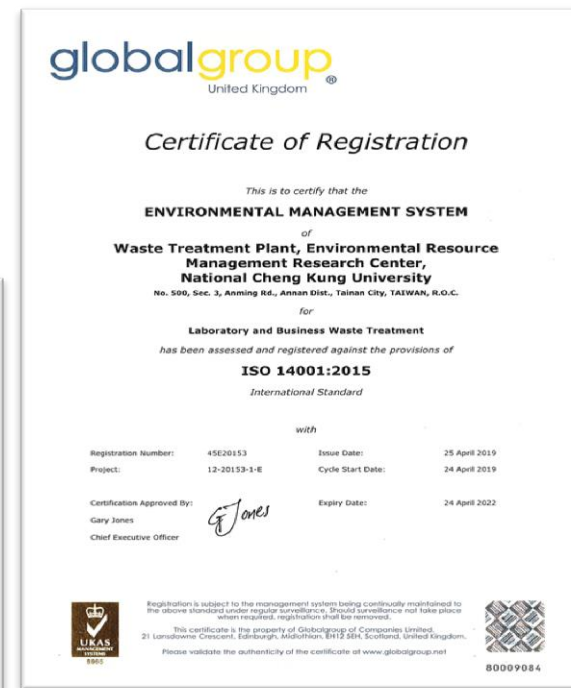 globalgroup
®
United Kingdom
Certificate of Registration
This is to certify that the
ENVIRONMENTAL MANAGEMENT SYSTEM
of
Waste Treatment Plant, Environmental Resource
Management Research Center,
National Cheng Kung University
No. 500, Sec. 3, Anming Rd., Annan Dist., Tainan City, TAIWAN, R.O.C.
for
Laboratory and Business Waste Treatment
has been assessed and registered against the provisions of
ISO 14001:2015
International Standard
with
Registration Number: 45E20153 Issue Date: 25 April 2019
Project: 12-20153-1-E Cycle Start Date: 24 April 2019
Certification Approved By: Expiry Date: 24 April 2022
Gary Jones
G Jones
Chief Executive Officer
Registration is subject to the management system being continually maintained to
the above standard under regular surveillance. Should surveillance not take place
when required, registration shall be removed.
This certificate is the property of Globalgroup of Companies Limited,
21 Lansdowne Crescent, Edinburgh, Midlothian, EH12 5EH, Scotland, United Kingdom.
Please validate the authenticity of the certificate at www.globalgroup.net
UKAS
MANAGEMENT
SYSTEMS
80009084